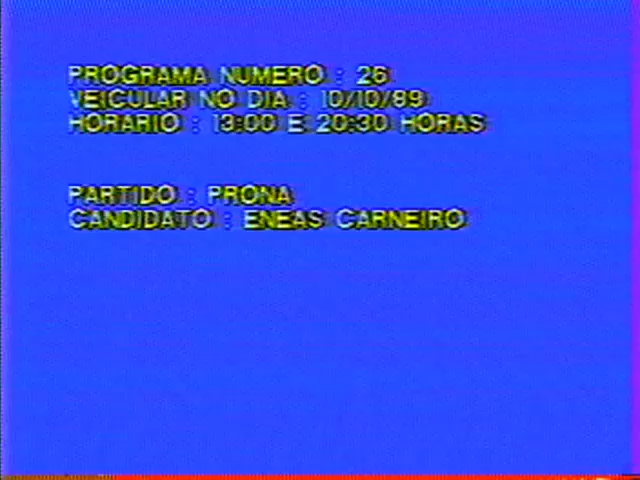 PROGRAMA NUMERO : 26
VEICULAR NO DIA : 10/10/89
HORARIO : 13:00 E 20:30 HORAS
PARTIDO : PRONA
CANDIDATO : ENEAS CARNEIRO